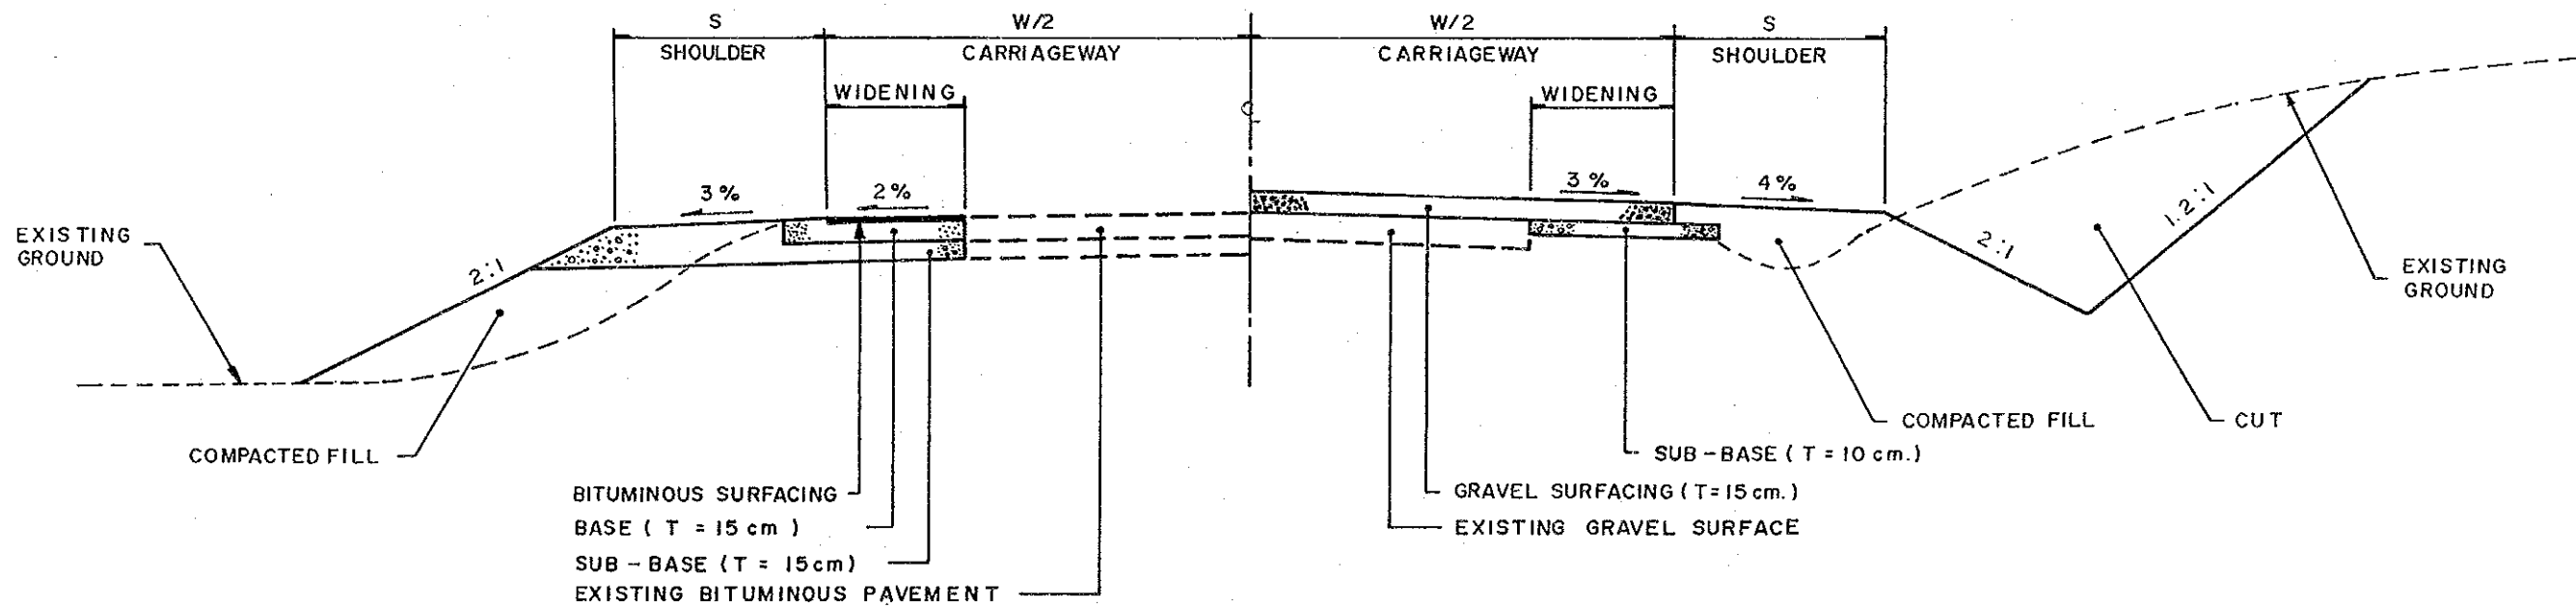 S
W/2
W/2
S
SHOULDER
CARRIAGEWAY
CARRIAGEWAY
SHOULDER
WIDENING
WIDENING
℄
3%
2%
3%
4%
EXISTING
GROUND
2:1
2:1
1.2:1
EXISTING
GROUND
COMPACTED FILL
COMPACTED FILL
CUT
SUB-BASE (T = 10 cm.)
BITUMINOUS SURFACING
GRAVEL SURFACING (T=15 cm.)
BASE ( T = 15 cm )
EXISTING GRAVEL SURFACE
SUB-BASE (T = 15cm)
EXISTING BITUMINOUS PAVEMENT